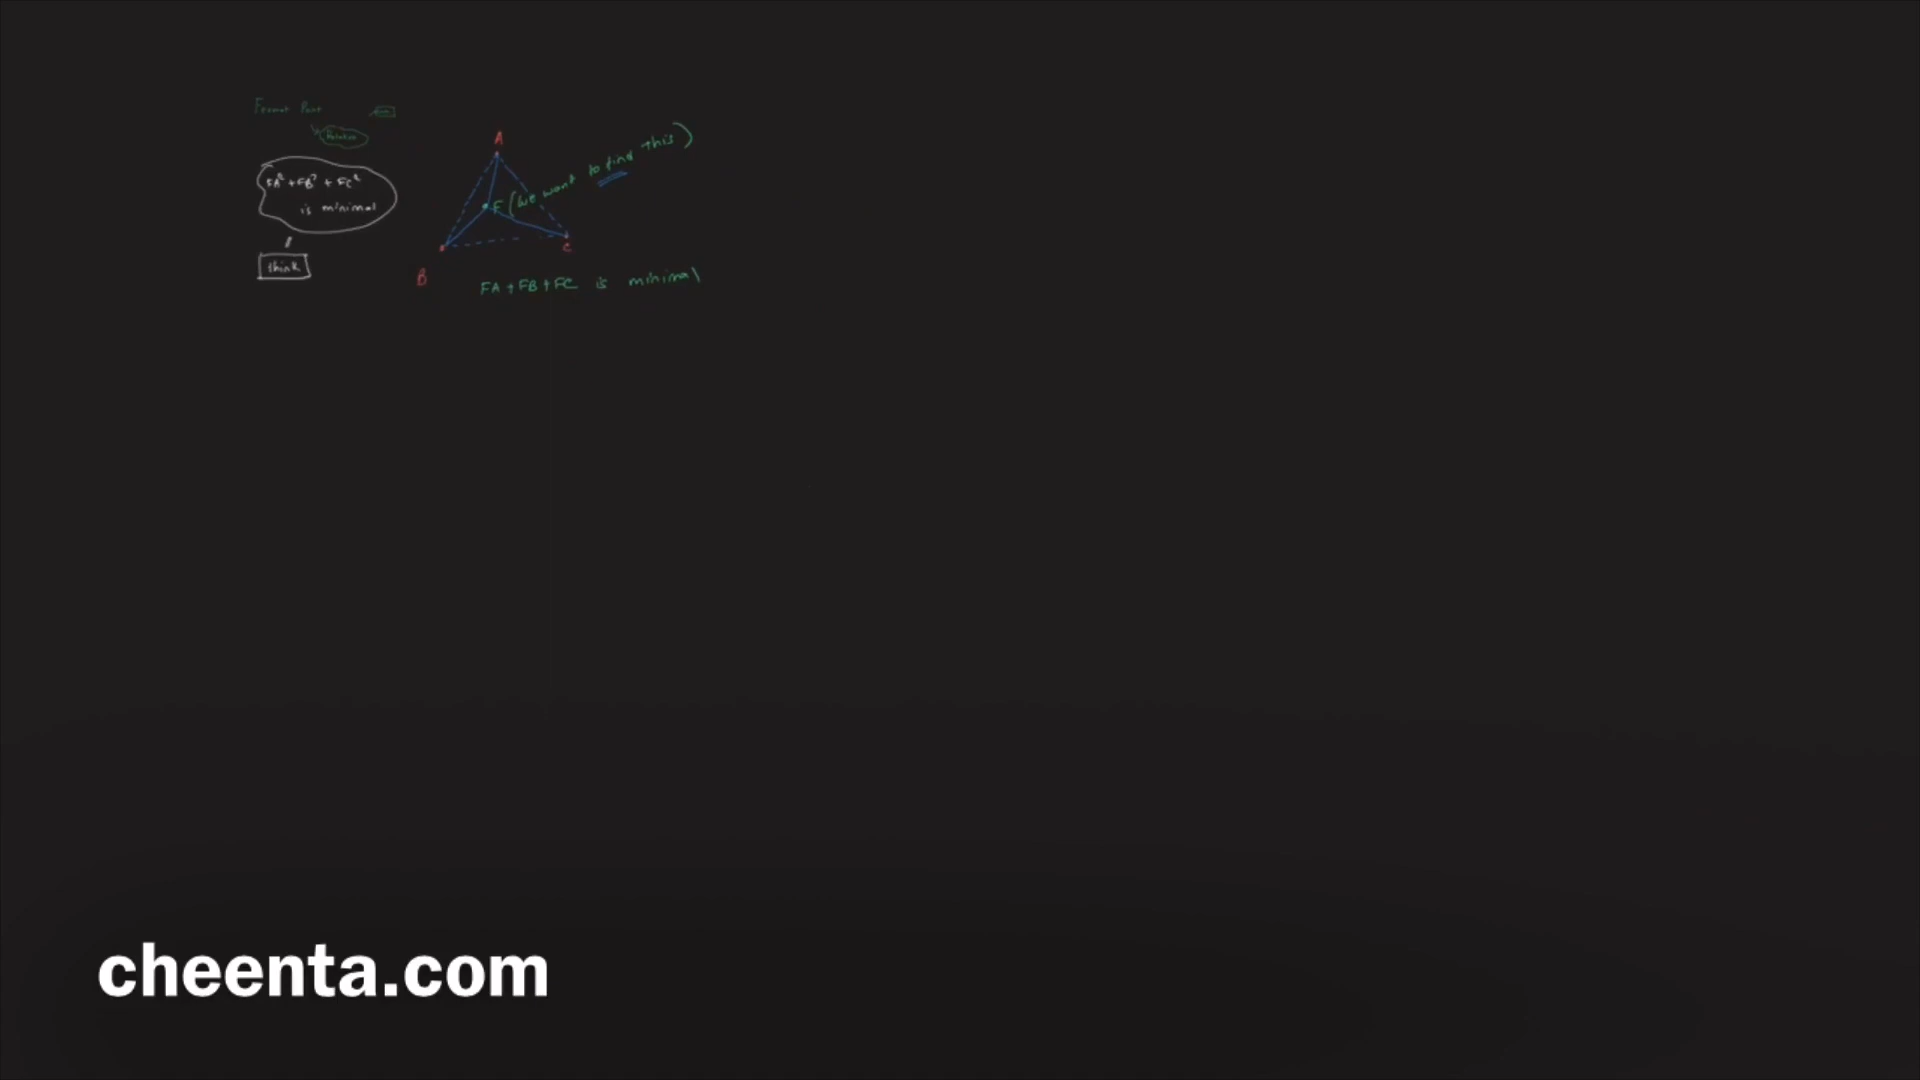 Fermat Point
Rotation
A
FA² + FB² + FC²
is minimal
F (we want to find this)
think
B
C
FA + FB + FC is minimal
cheenta.com